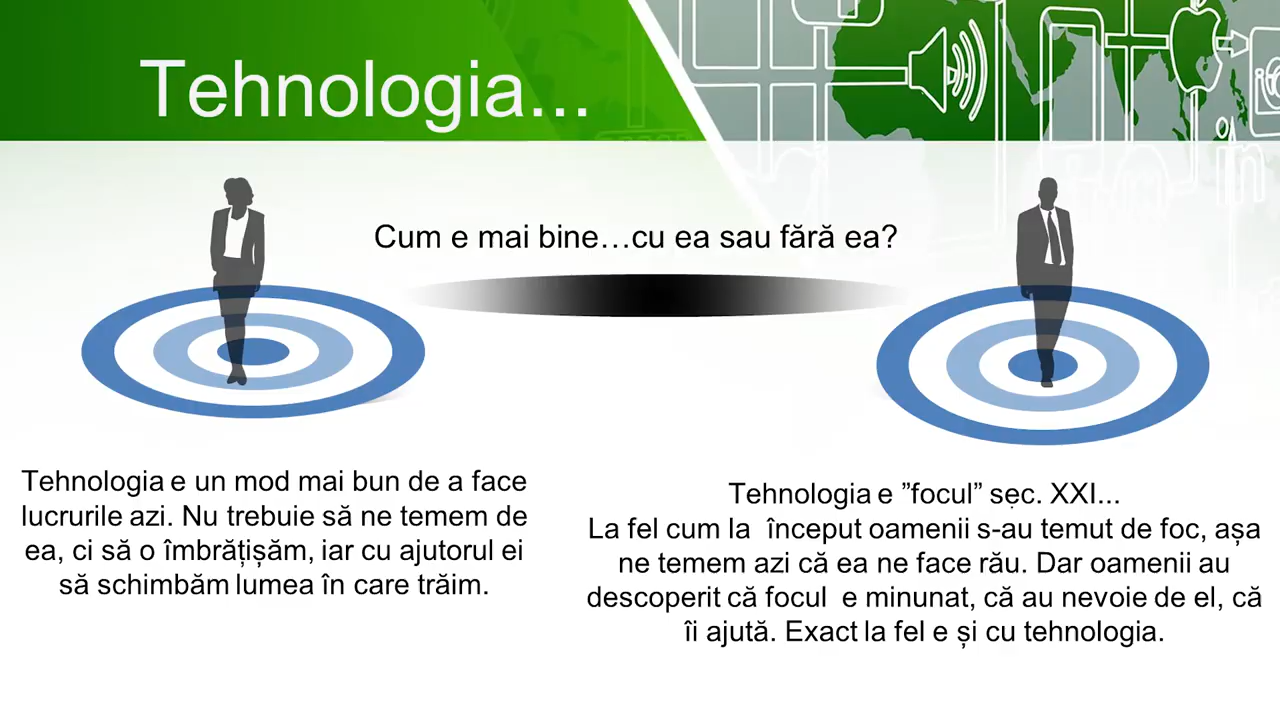 Tehnologia...
Cum e mai bine…cu ea sau fără ea?
Tehnologia e un mod mai bun de a face
lucrurile azi. Nu trebuie să ne temem de
ea, ci să o îmbrățișăm, iar cu ajutorul ei
să schimbăm lumea în care trăim.
Tehnologia e ”focul” sec. XXI...
La fel cum la  început oamenii s-au temut de foc, așa
ne temem azi că ea ne face rău. Dar oamenii au
descoperit că focul  e minunat, că au nevoie de el, că
îi ajută. Exact la fel e și cu tehnologia.
in